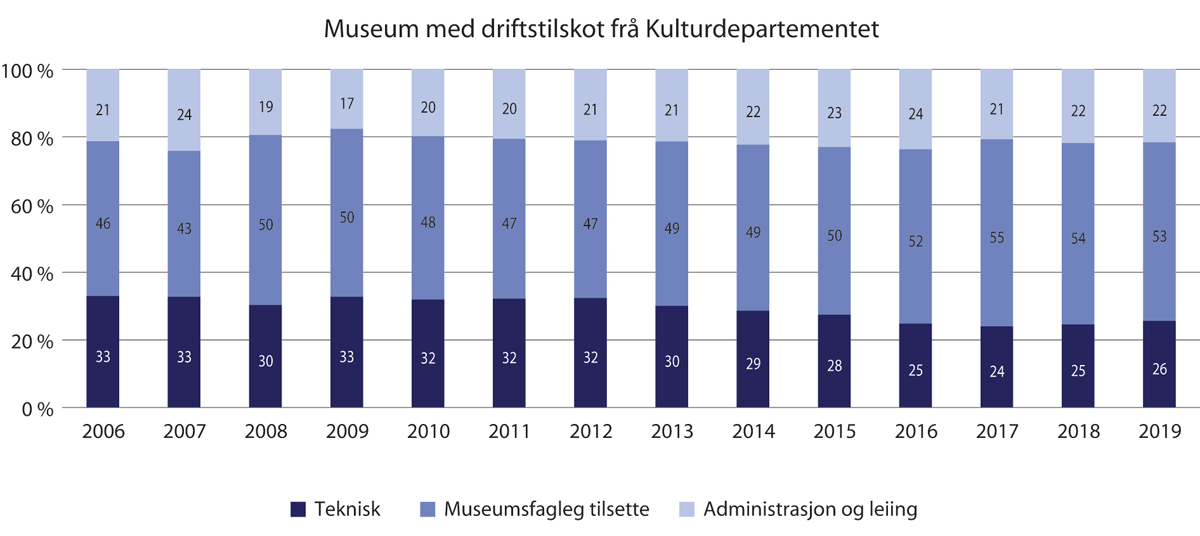 Museum med driftstilskot frå Kulturdepartementet
100 %
80 %
60 %
40 %
20 %
0 %
21 24 19 17 20 20 21 21 22 23 24 21 22 22
46 43 50 50 48 47 47 49 49 50 52 55 54 53
33 33 30 33 32 32 32 30 29 28 25 24 25 26
2006 2007 2008 2009 2010 2011 2012 2013 2014 2015 2016 2017 2018 2019
Teknisk Museumsfagleg tilsette Administrasjon og leiing